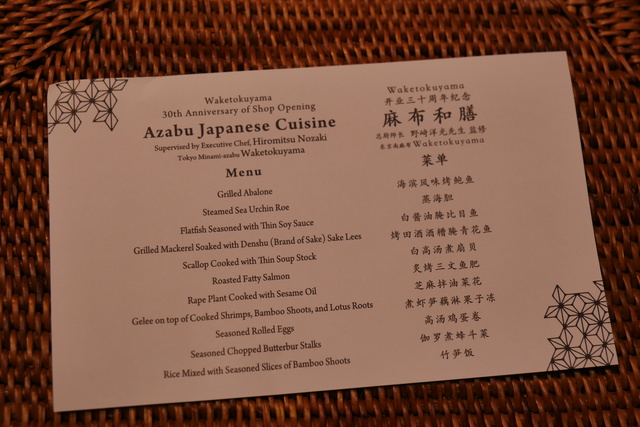 Waketokuyama
30th Anniversary of Shop Opening
Azabu Japanese Cuisine
Supervised by Executive Chef, Hiromitsu Nozaki
Tokyo Minami-azabu Waketokuyama
Menu
Grilled Abalone
Steamed Sea Urchin Roe
Flatfish Seasoned with Thin Soy Sauce
Grilled Mackerel Soaked with Denshu (Brand of Sake) Sake Lees
Scallop Cooked with Thin Soup Stock
Roasted Fatty Salmon
Rape Plant Cooked with Sesame Oil
Gelee on top of Cooked Shrimps, Bamboo Shoots, and Lotus Roots
Seasoned Rolled Eggs
Seasoned Chopped Butterbur Stalks
Rice Mixed with Seasoned Slices of Bamboo Shoots
Waketokuyama
开业三十周年纪念
麻布和膳
总厨师长 野﨑洋光先生 监修
东京南麻布 Waketokuyama
菜单
海滨风味烤鲍鱼
蒸海胆
白酱油腌比目鱼
烤田酒酒糟腌青花鱼
白高汤煮扇贝
炙烤三文鱼肥
芝麻拌油菜花
煮虾笋藕淋果子冻
高汤鸡蛋卷
伽罗煮蜂斗菜
竹笋饭